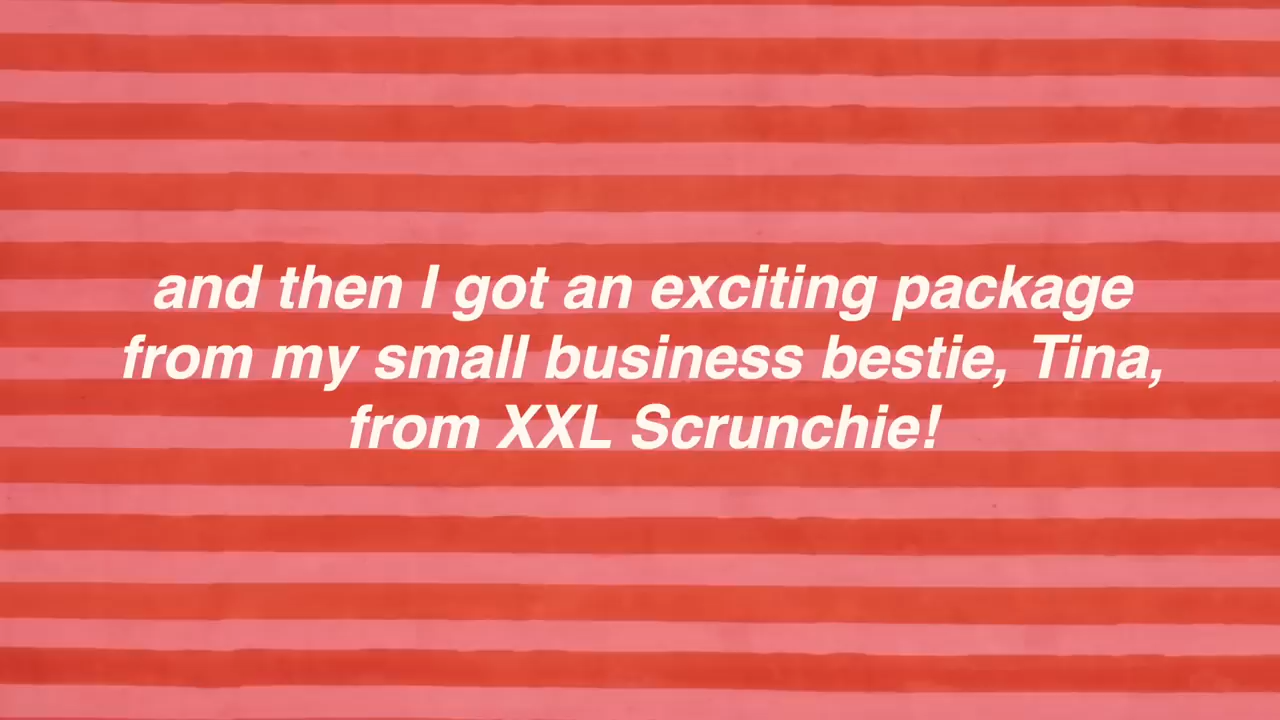 and then I got an exciting package
from my small business bestie, Tina,
from XXL Scrunchie!